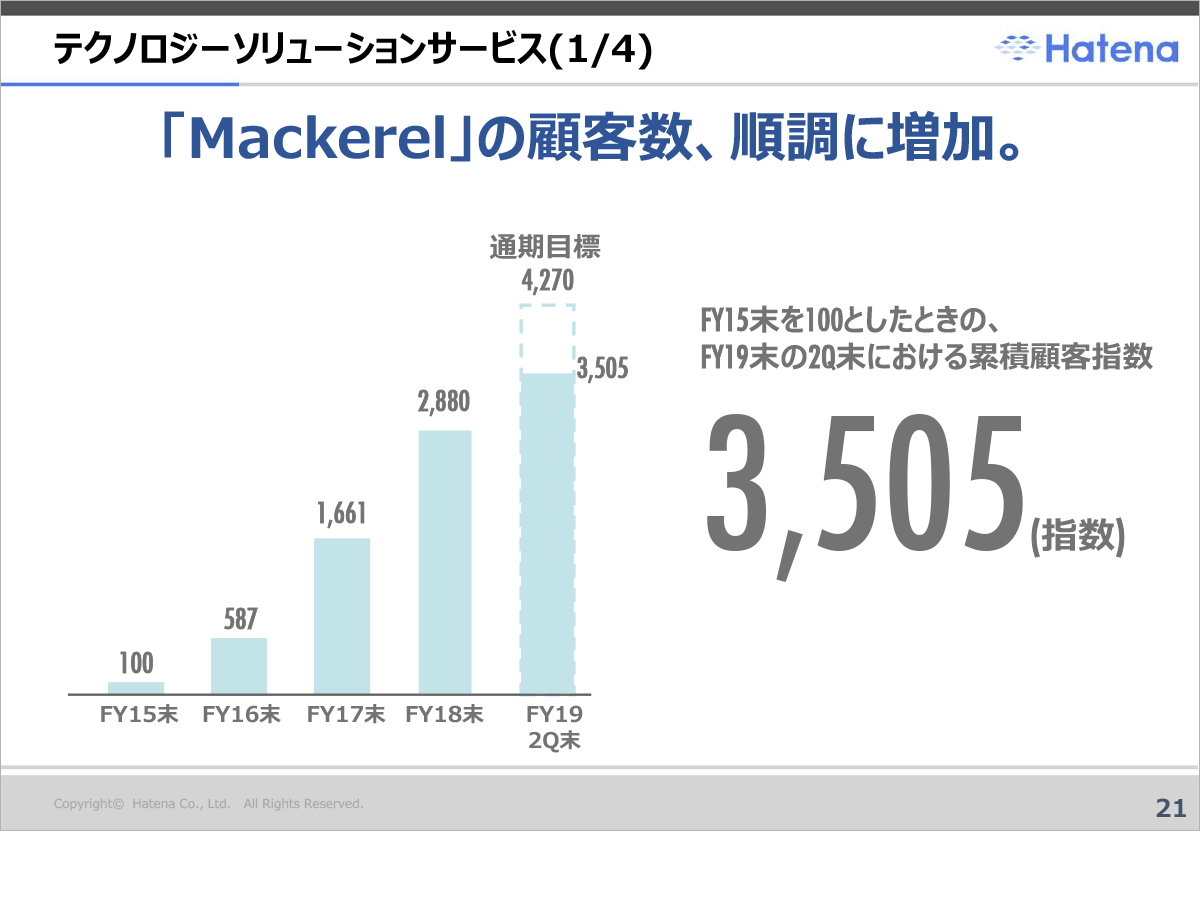 テクノロジーソリューションサービス(1/4)
Hatena
「Mackerel」の顧客数、順調に増加。
通期目標
4,270
3,505
2,880
1,661
587
100
FY15末
FY16末
FY17末
FY18末
FY19
2Q末
FY15末を100としたときの、
FY19末の2Q末における累積顧客指数
3,505(指数)
Copyright© Hatena Co., Ltd. All Rights Reserved.
21